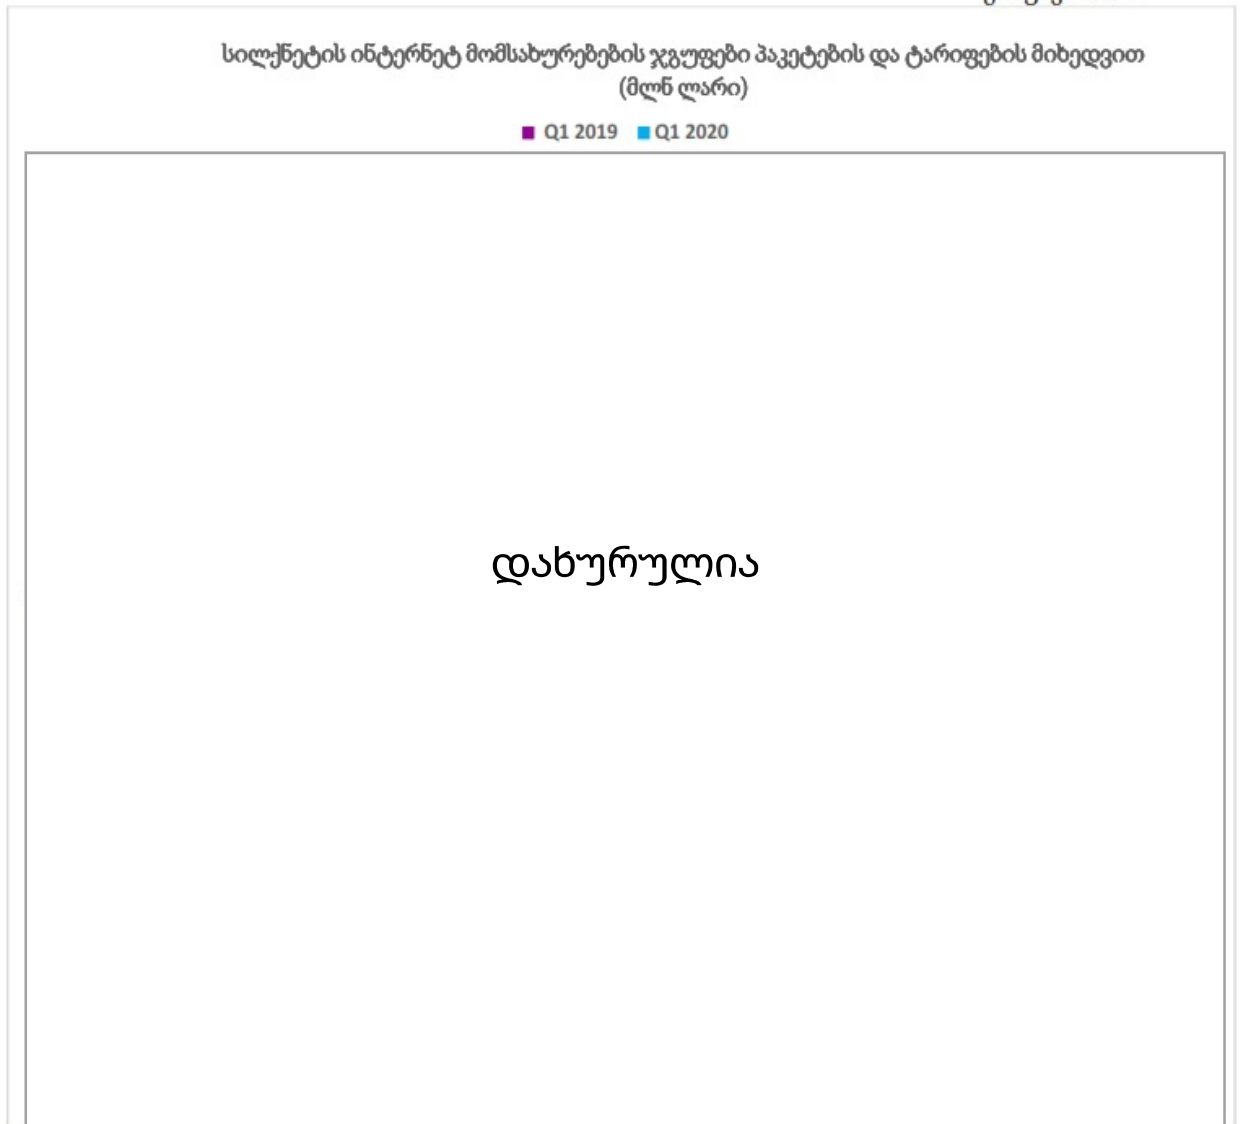 სილქნეტის ინტერნეტ მომსახურებების ჯგუფები პაკეტების და ტარიფების მიხედვით
(მლნ ლარი)
Q1 2019 Q1 2020
დახურულია